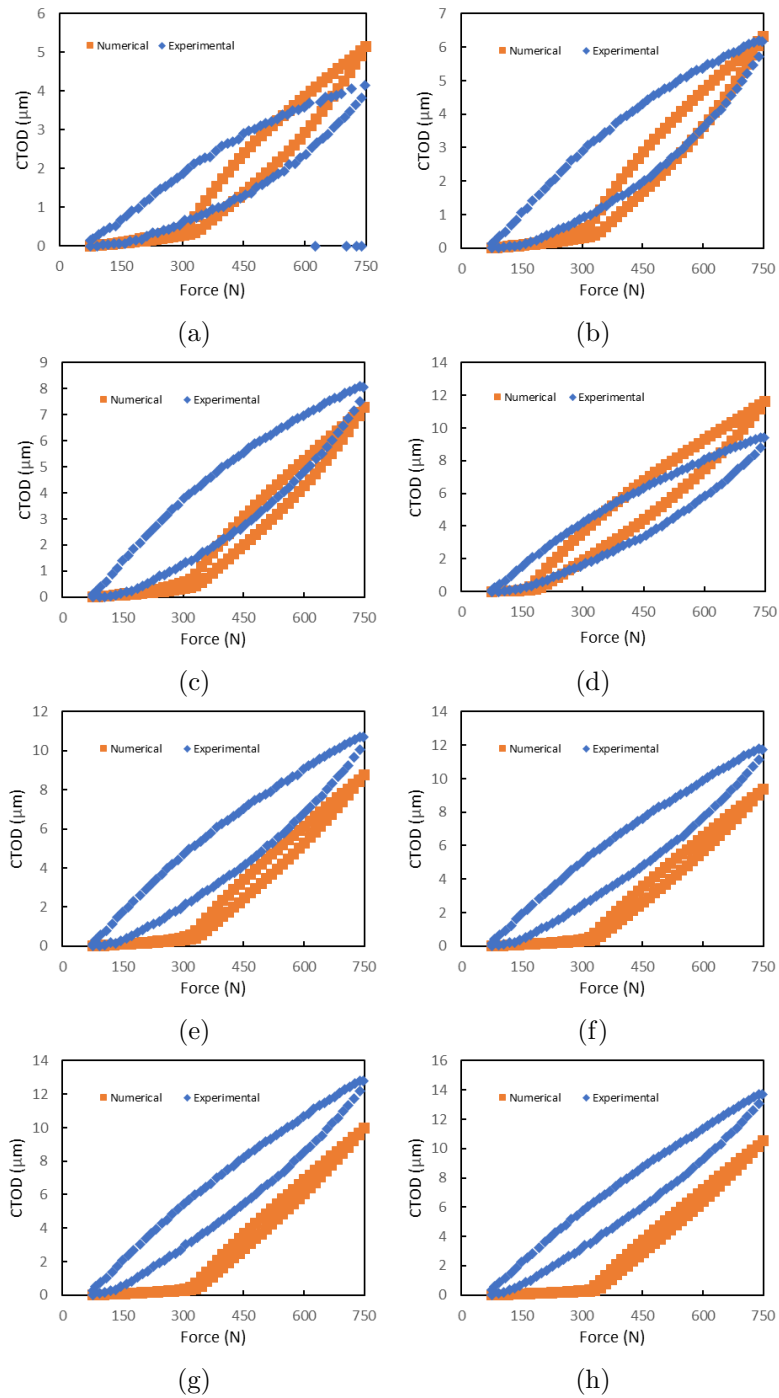 6
5
4
3
2
1
0
CTOD (μm)
Numerical Experimental
0 150 300 450 600 750
Force (N)
(a)
7
6
5
4
3
2
1
0
CTOD (μm)
Numerical Experimental
0 150 300 450 600 750
Force (N)
(b)
9
8
7
6
5
4
3
2
1
0
CTOD (μm)
Numerical Experimental
0 150 300 450 600 750
Force (N)
(c)
14
12
10
8
6
4
2
0
CTOD (μm)
Numerical Experimental
0 150 300 450 600 750
Force (N)
(d)
12
10
8
6
4
2
0
CTOD (μm)
Numerical Experimental
0 150 300 450 600 750
Force (N)
(e)
14
12
10
8
6
4
2
0
CTOD (μm)
Numerical Experimental
0 150 300 450 600 750
Force (N)
(f)
14
12
10
8
6
4
2
0
CTOD (μm)
Numerical Experimental
0 150 300 450 600 750
Force (N)
(g)
16
14
12
10
8
6
4
2
0
CTOD (μm)
Numerical Experimental
0 150 300 450 600 750
Force (N)
(h)